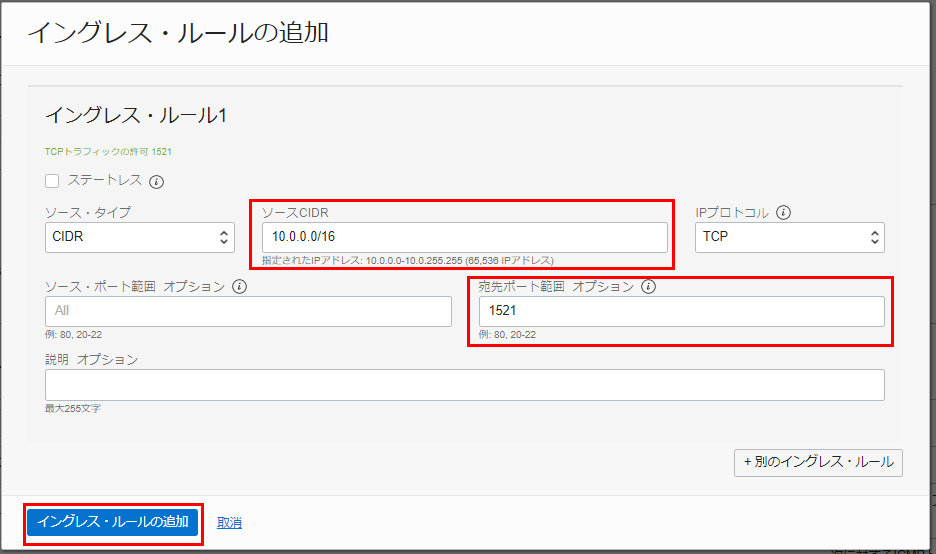 イングレス・ルールの追加
イングレス・ルール1
TCPトラフィックの許可 1521
ステートレス
ソース・タイプ
CIDR
ソースCIDR
10.0.0.0/16
指定されたIPアドレス: 10.0.0.0-10.0.255.255 (65,536 IPアドレス)
IPプロトコル
TCP
ソース・ポート範囲 オプション
All
例: 80, 20-22
宛先ポート範囲 オプション
1521
例: 80, 20-22
説明 オプション
最大255文字
+ 別のイングレス・ルール
イングレス・ルールの追加
取消